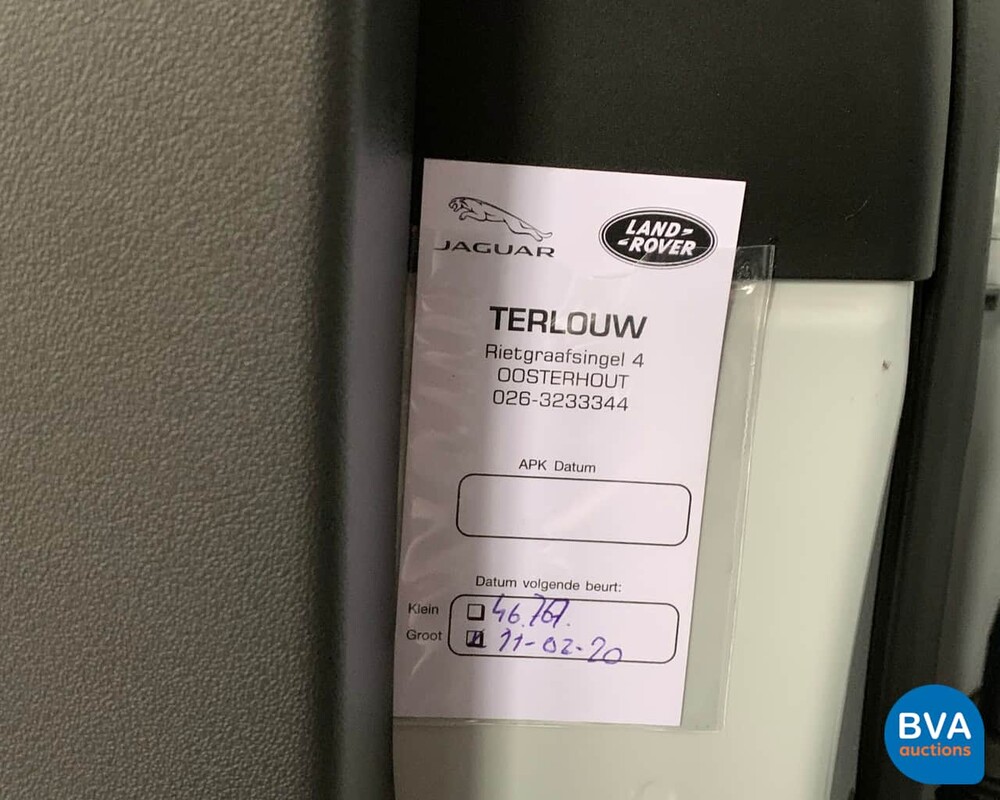 JAGUAR
LAND-
-ROVER
TERLOUW
Rietgraafsingel 4
OOSTERHOUT
026-3233344
APK Datum
Datum volgende beurt:
Klein 46.767.
Groot 11-02-20
BVA
auctions